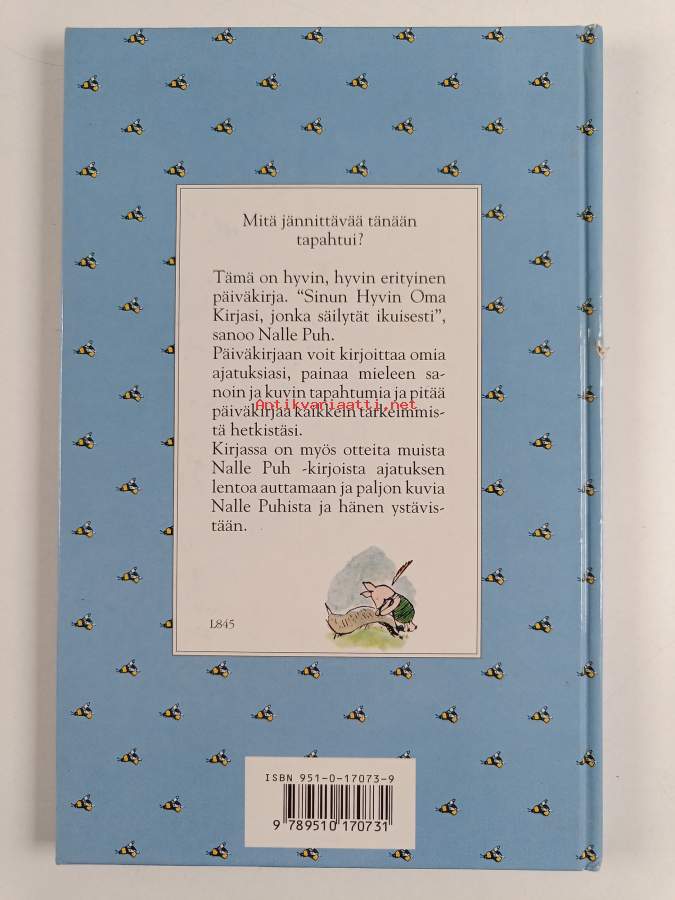 Mitä jännittävää tänään
tapahtui?
Tämä on hyvin, hyvin erityinen
päiväkirja. “Sinun Hyvin Oma
Kirjasi, jonka säilytät ikuisesti”,
sanoo Nalle Puh.
Päiväkirjaan voit kirjoittaa omia
ajatuksiasi, painaa mieleen sa-
noin ja kuvin tapahtumia ja pitää
Antikvariaatti.net
päiväkirjaa kaikkein tärkeimmis-
tä hetkistäsi.
Kirjassa on myös otteita muista
Nalle Puh -kirjoista ajatuksen
lentoa auttamaan ja paljon kuvia
Nalle Puhista ja hänen ystävis-
tään.
L845
ISBN 951-0-17073-9
9 789510 170731